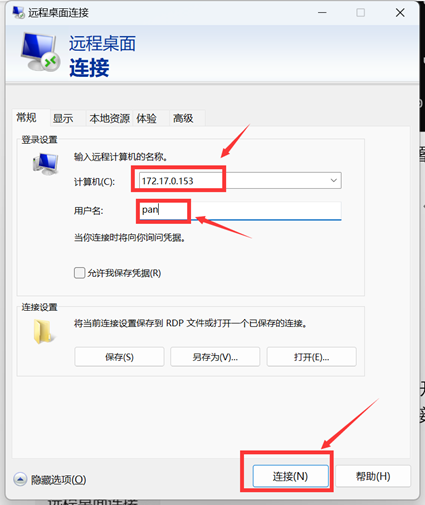 远程桌面连接
远程桌面
连接
常规 显示 本地资源 体验 高级
登录设置
输入远程计算机的名称。
计算机(C): 172.17.0.153
用户名: pan
当你连接时将向你询问凭据。
允许我保存凭据(R)
连接设置
将当前连接设置保存到 RDP 文件或打开一个已保存的连接。
保存(S) 另存为(V)... 打开(E)...
隐藏选项(O) 连接(N) 帮助(H)